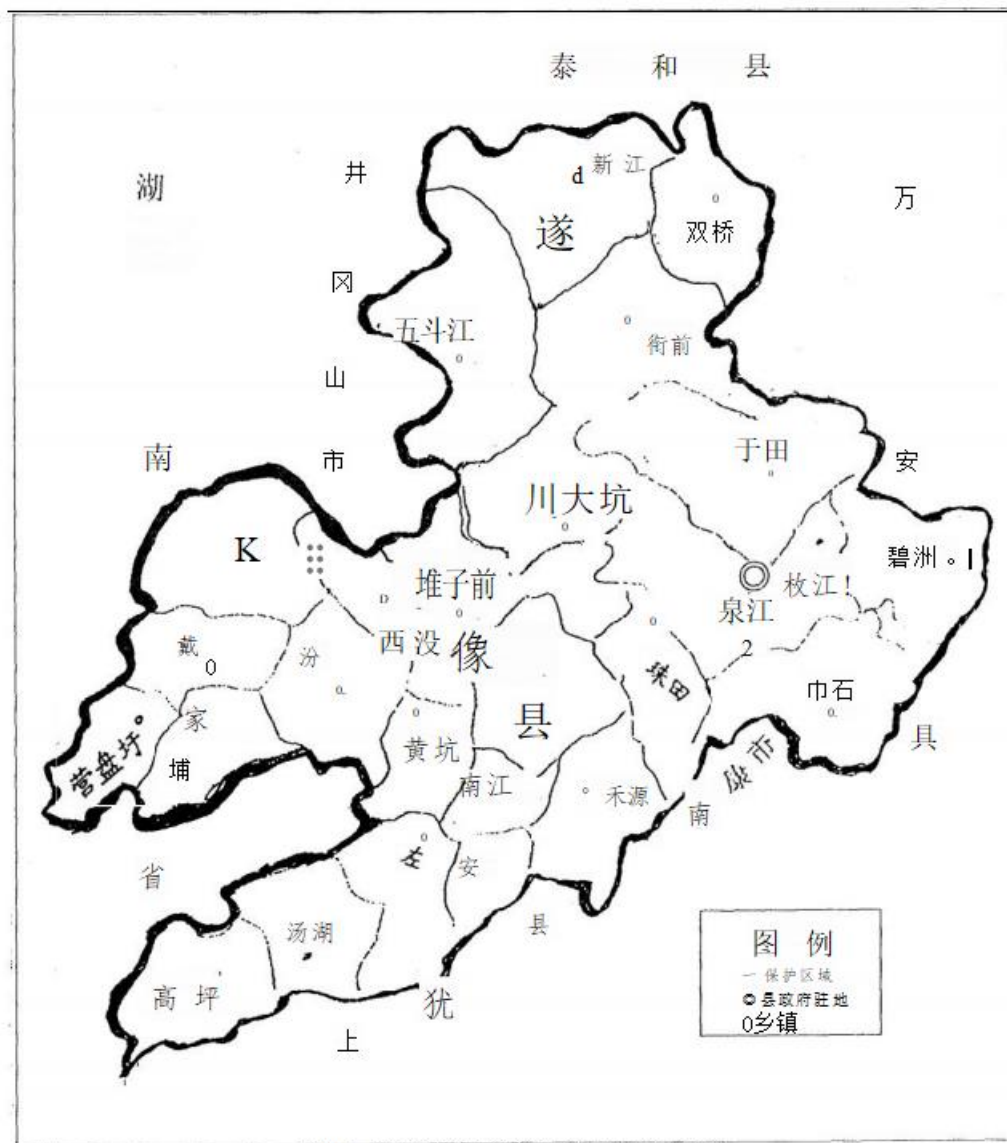 泰和县
湖
井冈山市
万安县
d 新江
双桥
遂
五斗江
衙前
于田
南
川大坑
K
碧洲
枚江!
堆子前
泉江
2
西没
像
戴家埔
汾
珠田
巾石
县
营盘圩
黄坑
南江
禾源
南康市
具
左安
省
汤湖
高坪
县
犹
上
图例
一保护区域
◎县政府驻地
0乡镇